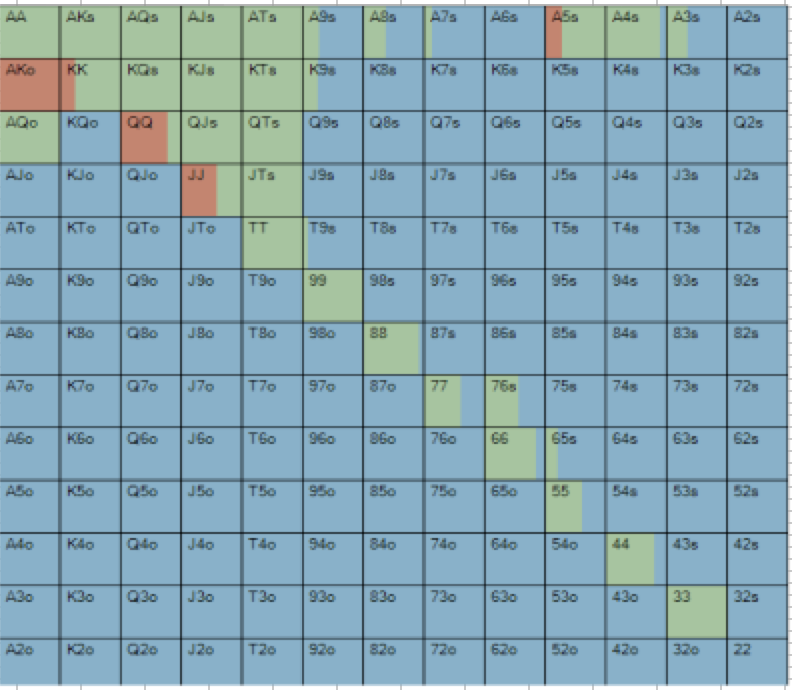 AA AKs AQs AJs ATs A9s A8s A7s A6s A5s A4s A3s A2s
AKo KK KQs KJs KTs K9s K8s K7s K6s K5s K4s K3s K2s
AQo KQo QQ QJs QTs Q9s Q8s Q7s Q6s Q5s Q4s Q3s Q2s
AJo KJo QJo JJ JTs J9s J8s J7s J6s J5s J4s J3s J2s
ATo KTo QTo JTo TT T9s T8s T7s T6s T5s T4s T3s T2s
A9o K9o Q9o J9o T9o 99 98s 97s 96s 95s 94s 93s 92s
A8o K8o Q8o J8o T8o 98o 88 87s 86s 85s 84s 83s 82s
A7o K7o Q7o J7o T7o 97o 87o 77 76s 75s 74s 73s 72s
A6o K6o Q6o J6o T6o 96o 86o 76o 66 65s 64s 63s 62s
A5o K5o Q5o J5o T5o 95o 85o 75o 65o 55 54s 53s 52s
A4o K4o Q4o J4o T4o 94o 84o 74o 64o 54o 44 43s 42s
A3o K3o Q3o J3o T3o 93o 83o 73o 63o 53o 43o 33 32s
A2o K2o Q2o J2o T2o 92o 82o 72o 62o 52o 42o 32o 22